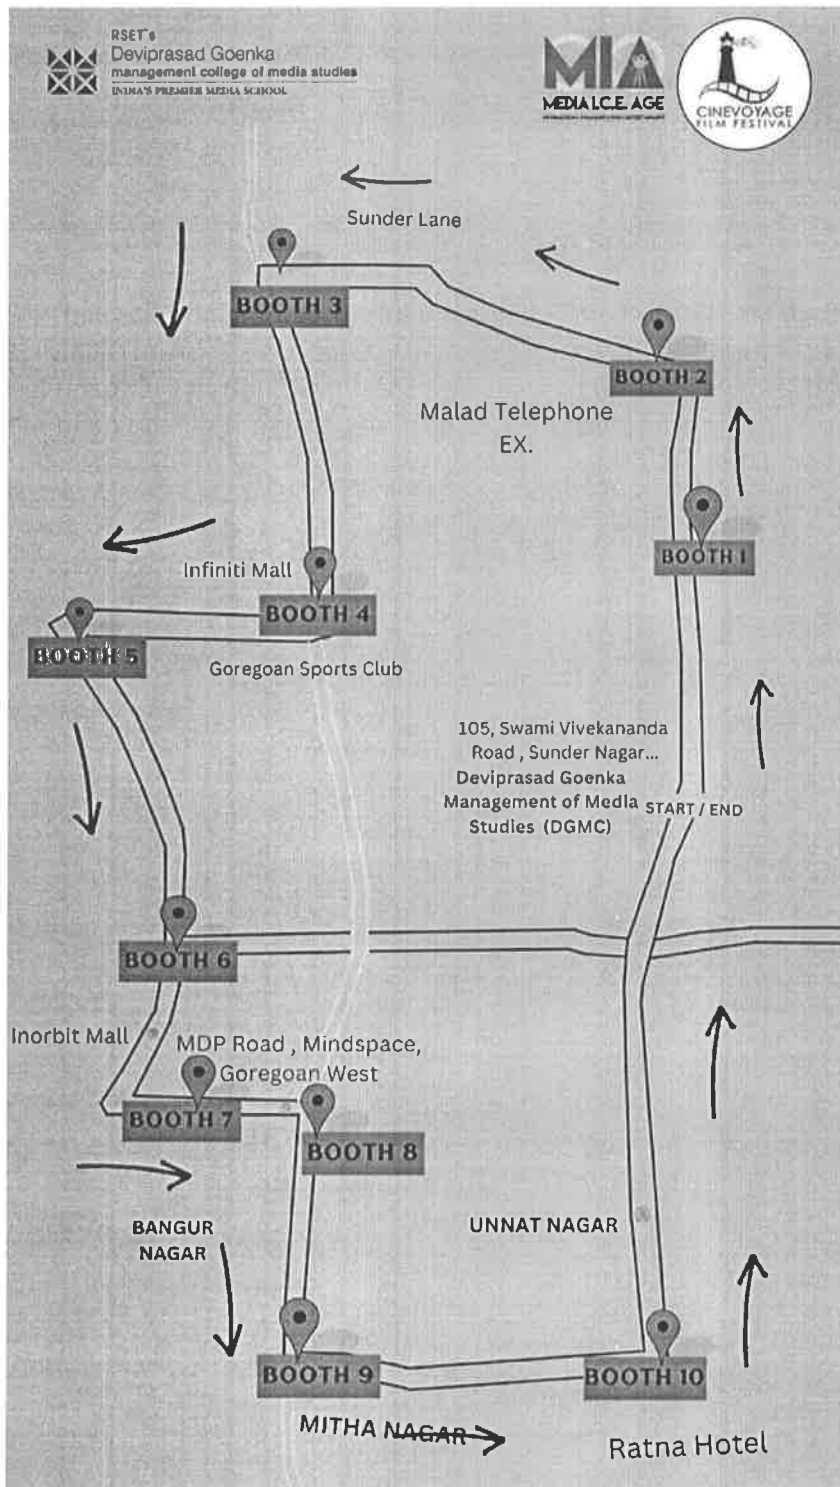 RSET's
Deviprasad Goenka
management college of media studies
INDIA'S PREMIER MEDIA SCHOOL
MIA
MEDIA I.C.E. AGE
CINEVOYAGE
FILM FESTIVAL
Sunder Lane
BOOTH 3
BOOTH 2
Malad Telephone
EX.
BOOTH 1
Infiniti Mall
BOOTH 4
BOOTH 5
Goregoan Sports Club
105, Swami Vivekananda
Road , Sunder Nagar...
Deviprasad Goenka
Management of Media
Studies (DGMC)
START / END
BOOTH 6
Inorbit Mall
MDP Road , Mindspace,
Goregoan West
BOOTH 7
BOOTH 8
BANGUR
NAGAR
UNNAT NAGAR
BOOTH 9
BOOTH 10
MITHA NAGAR
Ratna Hotel